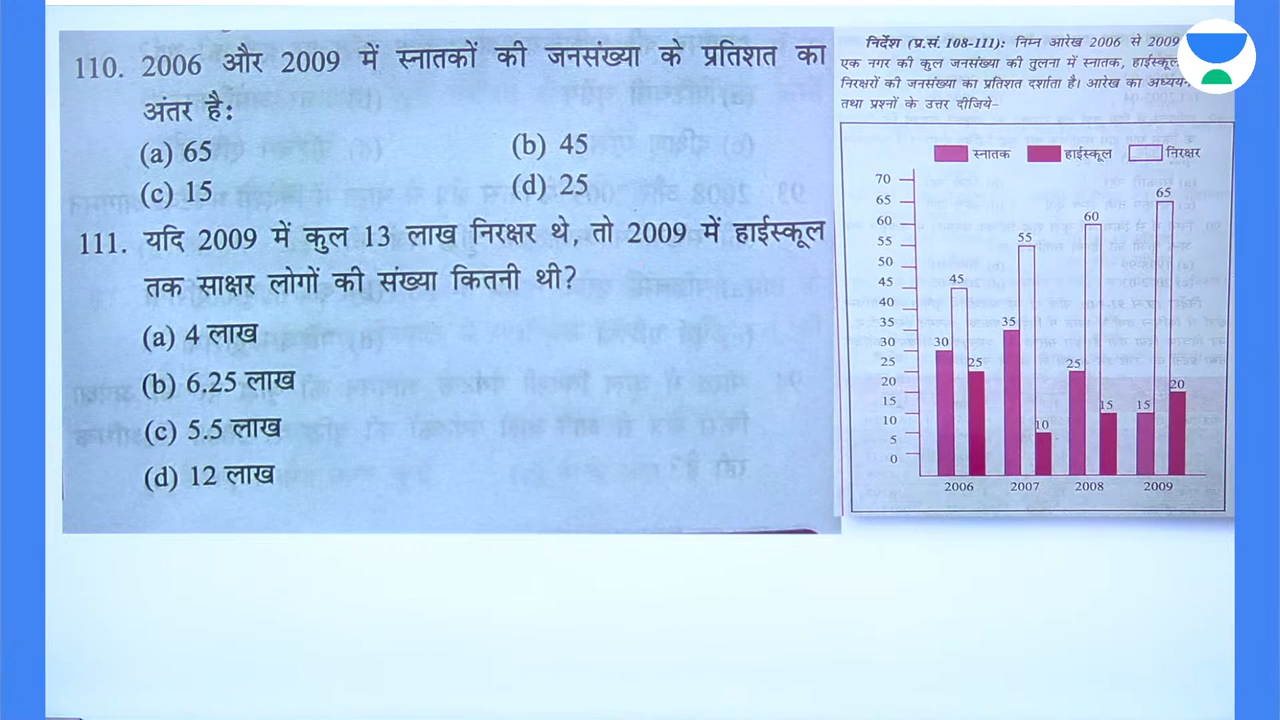 110. 2006 और 2009 में स्नातकों की जनसंख्या के प्रतिशत का
अंतर है:
(a) 65 (b) 45
(c) 15 (d) 25
111. यदि 2009 में कुल 13 लाख निरक्षर थे, तो 2009 में हाईस्कूल
तक साक्षर लोगों की संख्या कितनी थी?
(a) 4 लाख
(b) 6.25 लाख
(c) 5.5 लाख
(d) 12 लाख
निर्देश (प्र.सं. 108-111): निम्न आरेख 2006 से 2009
एक नगर की कुल जनसंख्या की तुलना में स्नातक, हाईस्कूल
निरक्षरों की जनसंख्या का प्रतिशत दर्शाता है। आरेख का अध्ययन
तथा प्रश्नों के उत्तर दीजिये–
स्नातक हाईस्कूल निरक्षर
70
65
60
55
50
45
40
35
30
25
20
15
10
5
0
30 45 25
35 55 10
25 60 15
15 65 20
2006 2007 2008 2009